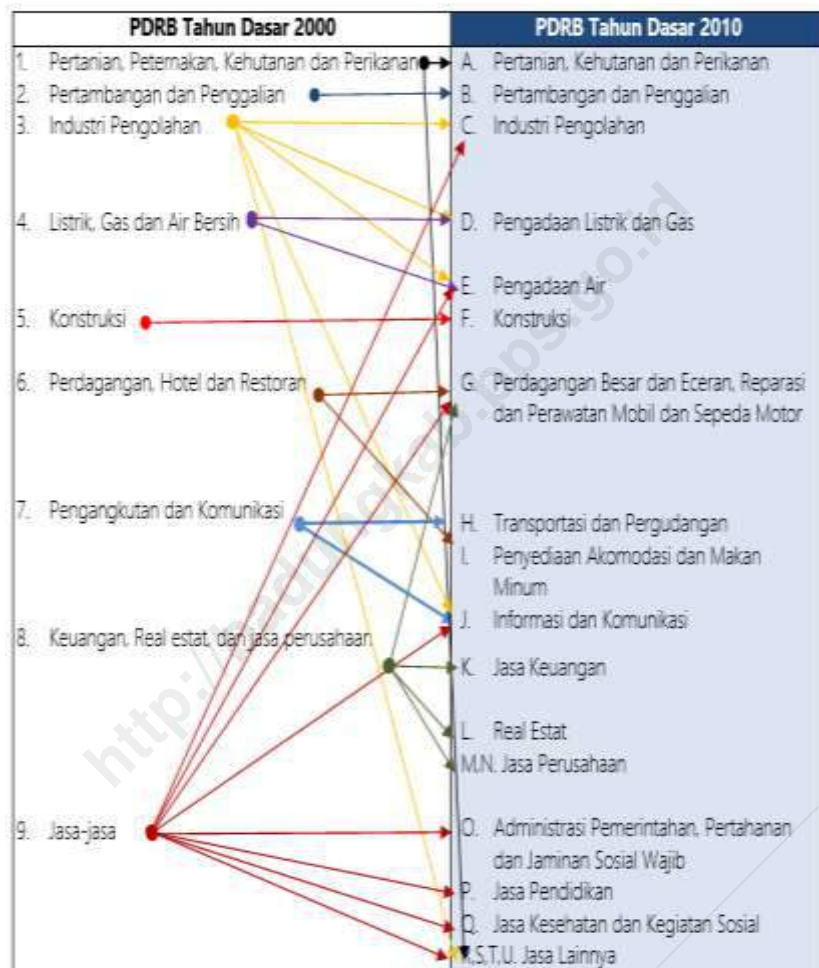 PDRB Tahun Dasar 2000
PDRB Tahun Dasar 2010
1. Pertanian, Peternakan, Kehutanan dan Perikanan
A. Pertanian, Kehutanan dan Perikanan
2. Pertambangan dan Penggalian
B. Pertambangan dan Penggalian
3. Industri Pengolahan
C. Industri Pengolahan
4. Listrik, Gas dan Air Bersih
D. Pengadaan Listrik dan Gas
E. Pengadaan Air
5. Konstruksi
F. Konstruksi
6. Perdagangan, Hotel dan Restoran
G. Perdagangan Besar dan Eceran, Reparasi
dan Perawatan Mobil dan Sepeda Motor
7. Pengangkutan dan Komunikasi
H. Transportasi dan Pergudangan
I. Penyediaan Akomodasi dan Makan
Minum
J. Informasi dan Komunikasi
8. Keuangan, Real estat, dan jasa perusahaan
K. Jasa Keuangan
L. Real Estat
M,N. Jasa Perusahaan
9. Jasa-jasa
O. Administrasi Pemerintahan, Pertahanan
dan Jaminan Sosial Wajib
P. Jasa Pendidikan
Q. Jasa Kesehatan dan Kegiatan Sosial
R,S,T,U. Jasa Lainnya
http://badungkab.bps.go.id